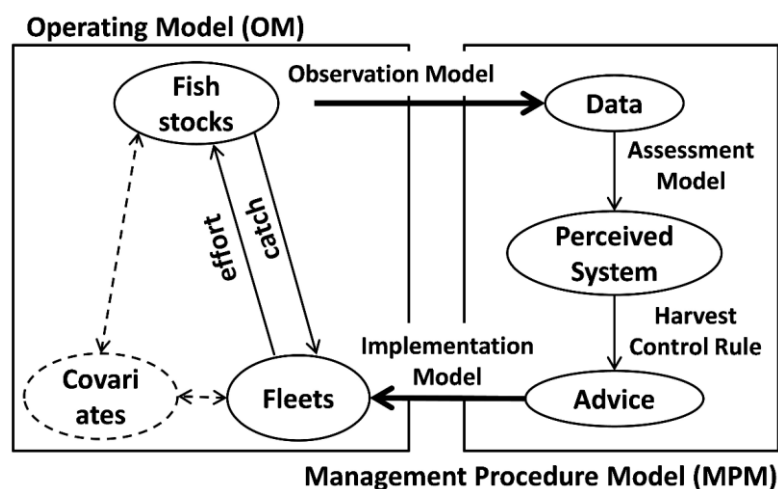 Operating Model (OM)
Fish
stocks
effort
catch
Covari
ates
Fleets
Observation Model
Implementation
Model
Data
Assessment
Model
Perceived
System
Harvest
Control Rule
Advice
Management Procedure Model (MPM)